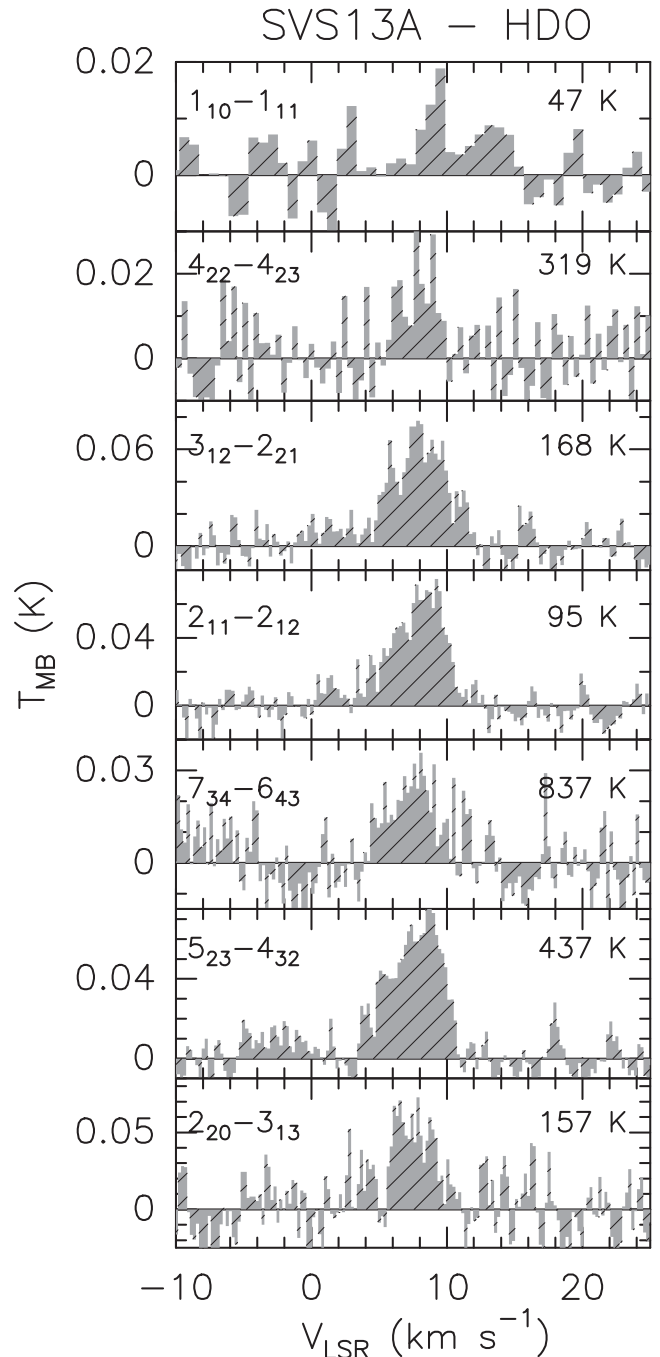 SVS13A − HDO
0.02
1₁₀−1₁₁ 47 K
0
0.02
4₂₂−4₂₃ 319 K
0
0.06
3₁₂−2₂₁ 168 K
0
2₁₁−2₁₂ 95 K
0.04
0
0.03
7₃₄−6₄₃ 837 K
0
5₂₃−4₃₂ 437 K
0.04
0
2₂₀−3₁₃ 157 K
0.05
0
T_MB (K)
−10 0 10 20
V_LSR (km s⁻¹)